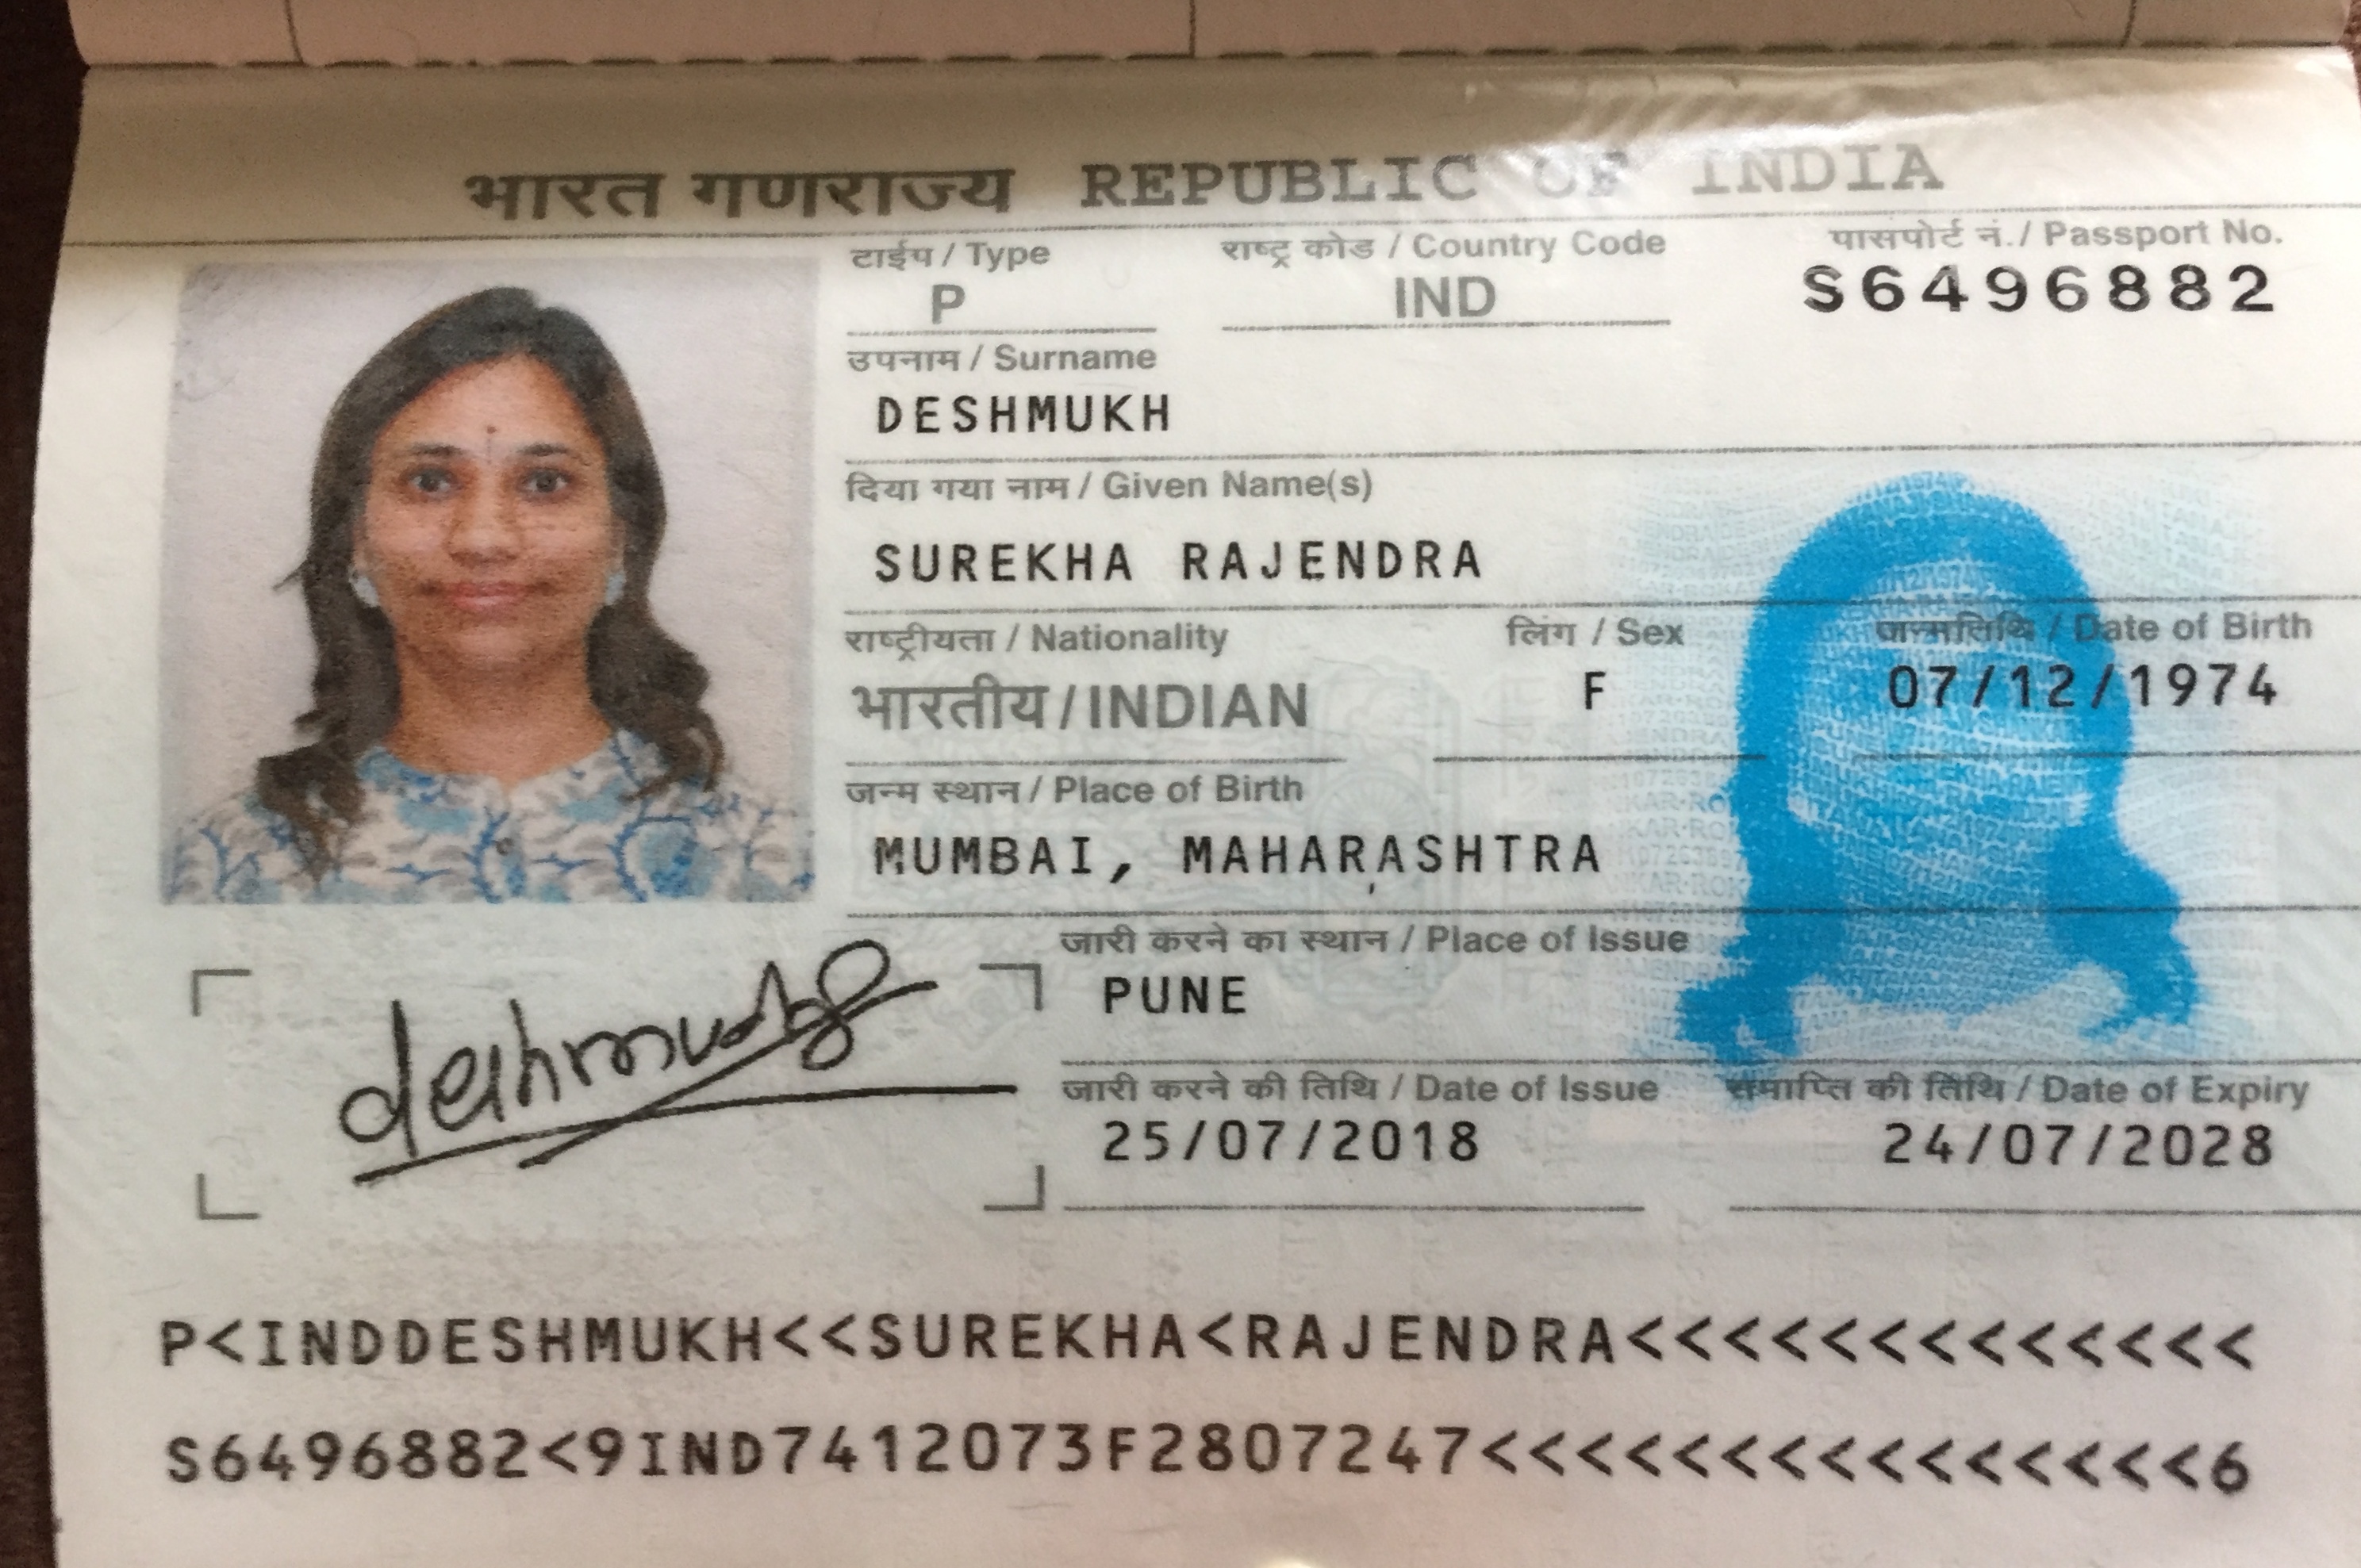 भारत गणराज्य REPUBLIC OF INDIA
टाईप / Type राष्ट्र कोड / Country Code पासपोर्ट नं. / Passport No.
P IND S6496882
उपनाम / Surname
DESHMUKH
दिया गया नाम / Given Name(s)
SUREKHA RAJENDRA
राष्ट्रीयता / Nationality लिंग / Sex जन्मतिथि / Date of Birth
भारतीय / INDIAN F 07/12/1974
जन्म स्थान / Place of Birth
MUMBAI, MAHARASHTRA
जारी करने का स्थान / Place of Issue
PUNE
जारी करने की तिथि / Date of Issue समाप्ति की तिथि / Date of Expiry
25/07/2018 24/07/2028
P<INDDESHMUKH<<SUREKHA<RAJENDRA<<<<<<<<<<<<<
S6496882<9IND7412073F2807247<<<<<<<<<<<<<<<6